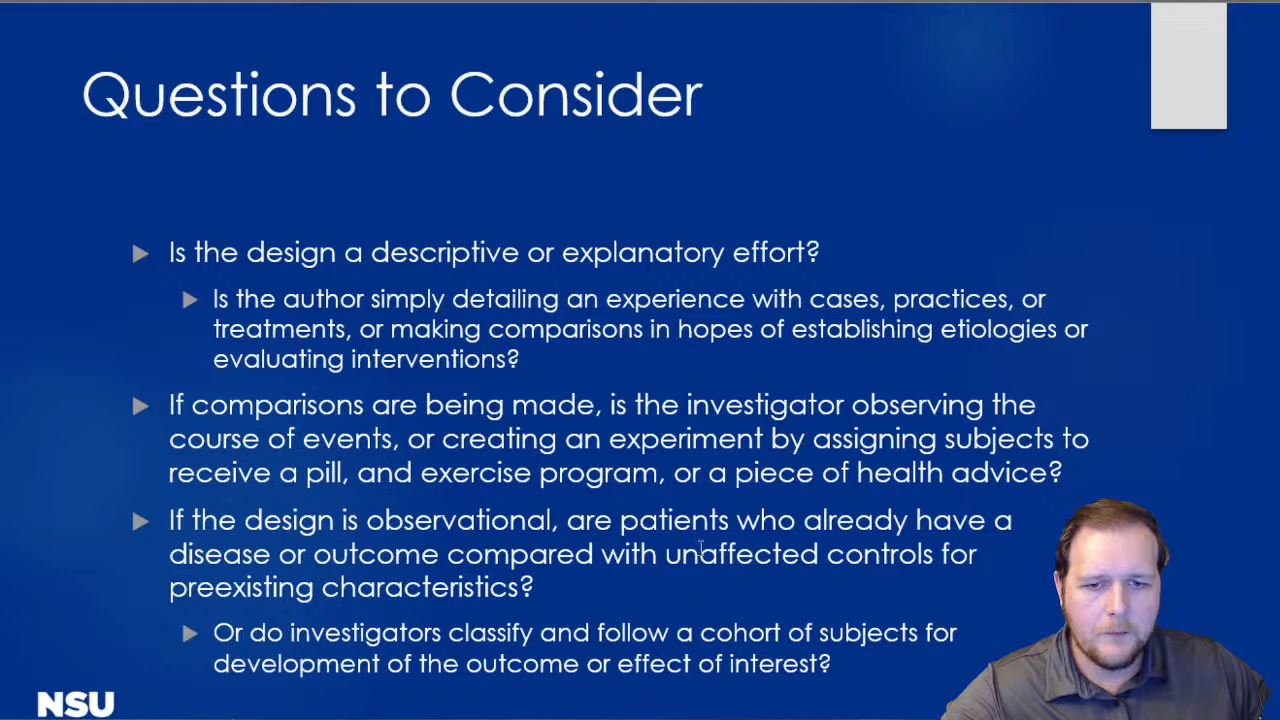 Questions to Consider
Is the design a descriptive or explanatory effort?
Is the author simply detailing an experience with cases, practices, or
treatments, or making comparisons in hopes of establishing etiologies or
evaluating interventions?
If comparisons are being made, is the investigator observing the
course of events, or creating an experiment by assigning subjects to
receive a pill, and exercise program, or a piece of health advice?
If the design is observational, are patients who already have a
disease or outcome compared with unaffected controls for
preexisting characteristics?
Or do investigators classify and follow a cohort of subjects for
development of the outcome or effect of interest?
NSU